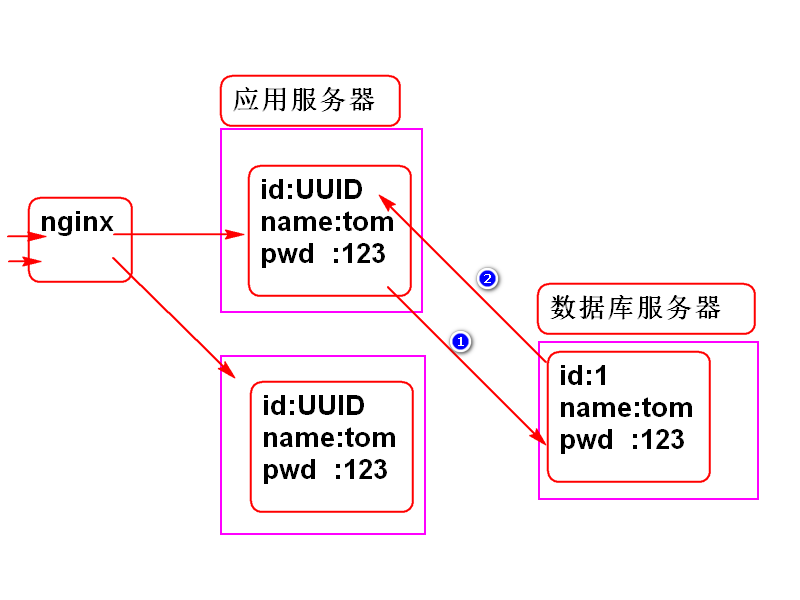 应用服务器
id:UUID
name:tom
pwd :123
nginx
2
数据库服务器
1
id:1
name:tom
pwd :123
id:UUID
name:tom
pwd :123